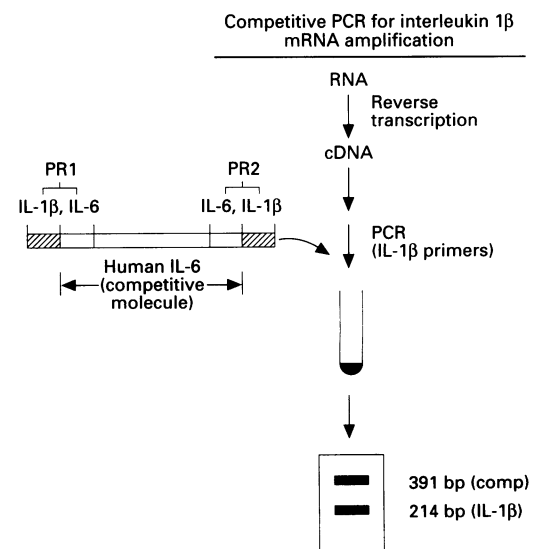 Competitive PCR for interleukin 1β
mRNA amplification
RNA
Reverse
transcription
cDNA
PR1
PR2
IL-1β, IL-6
IL-6, IL-1β
PCR
(IL-1β primers)
Human IL-6
(competitive
molecule)
391 bp (comp)
214 bp (IL-1β)